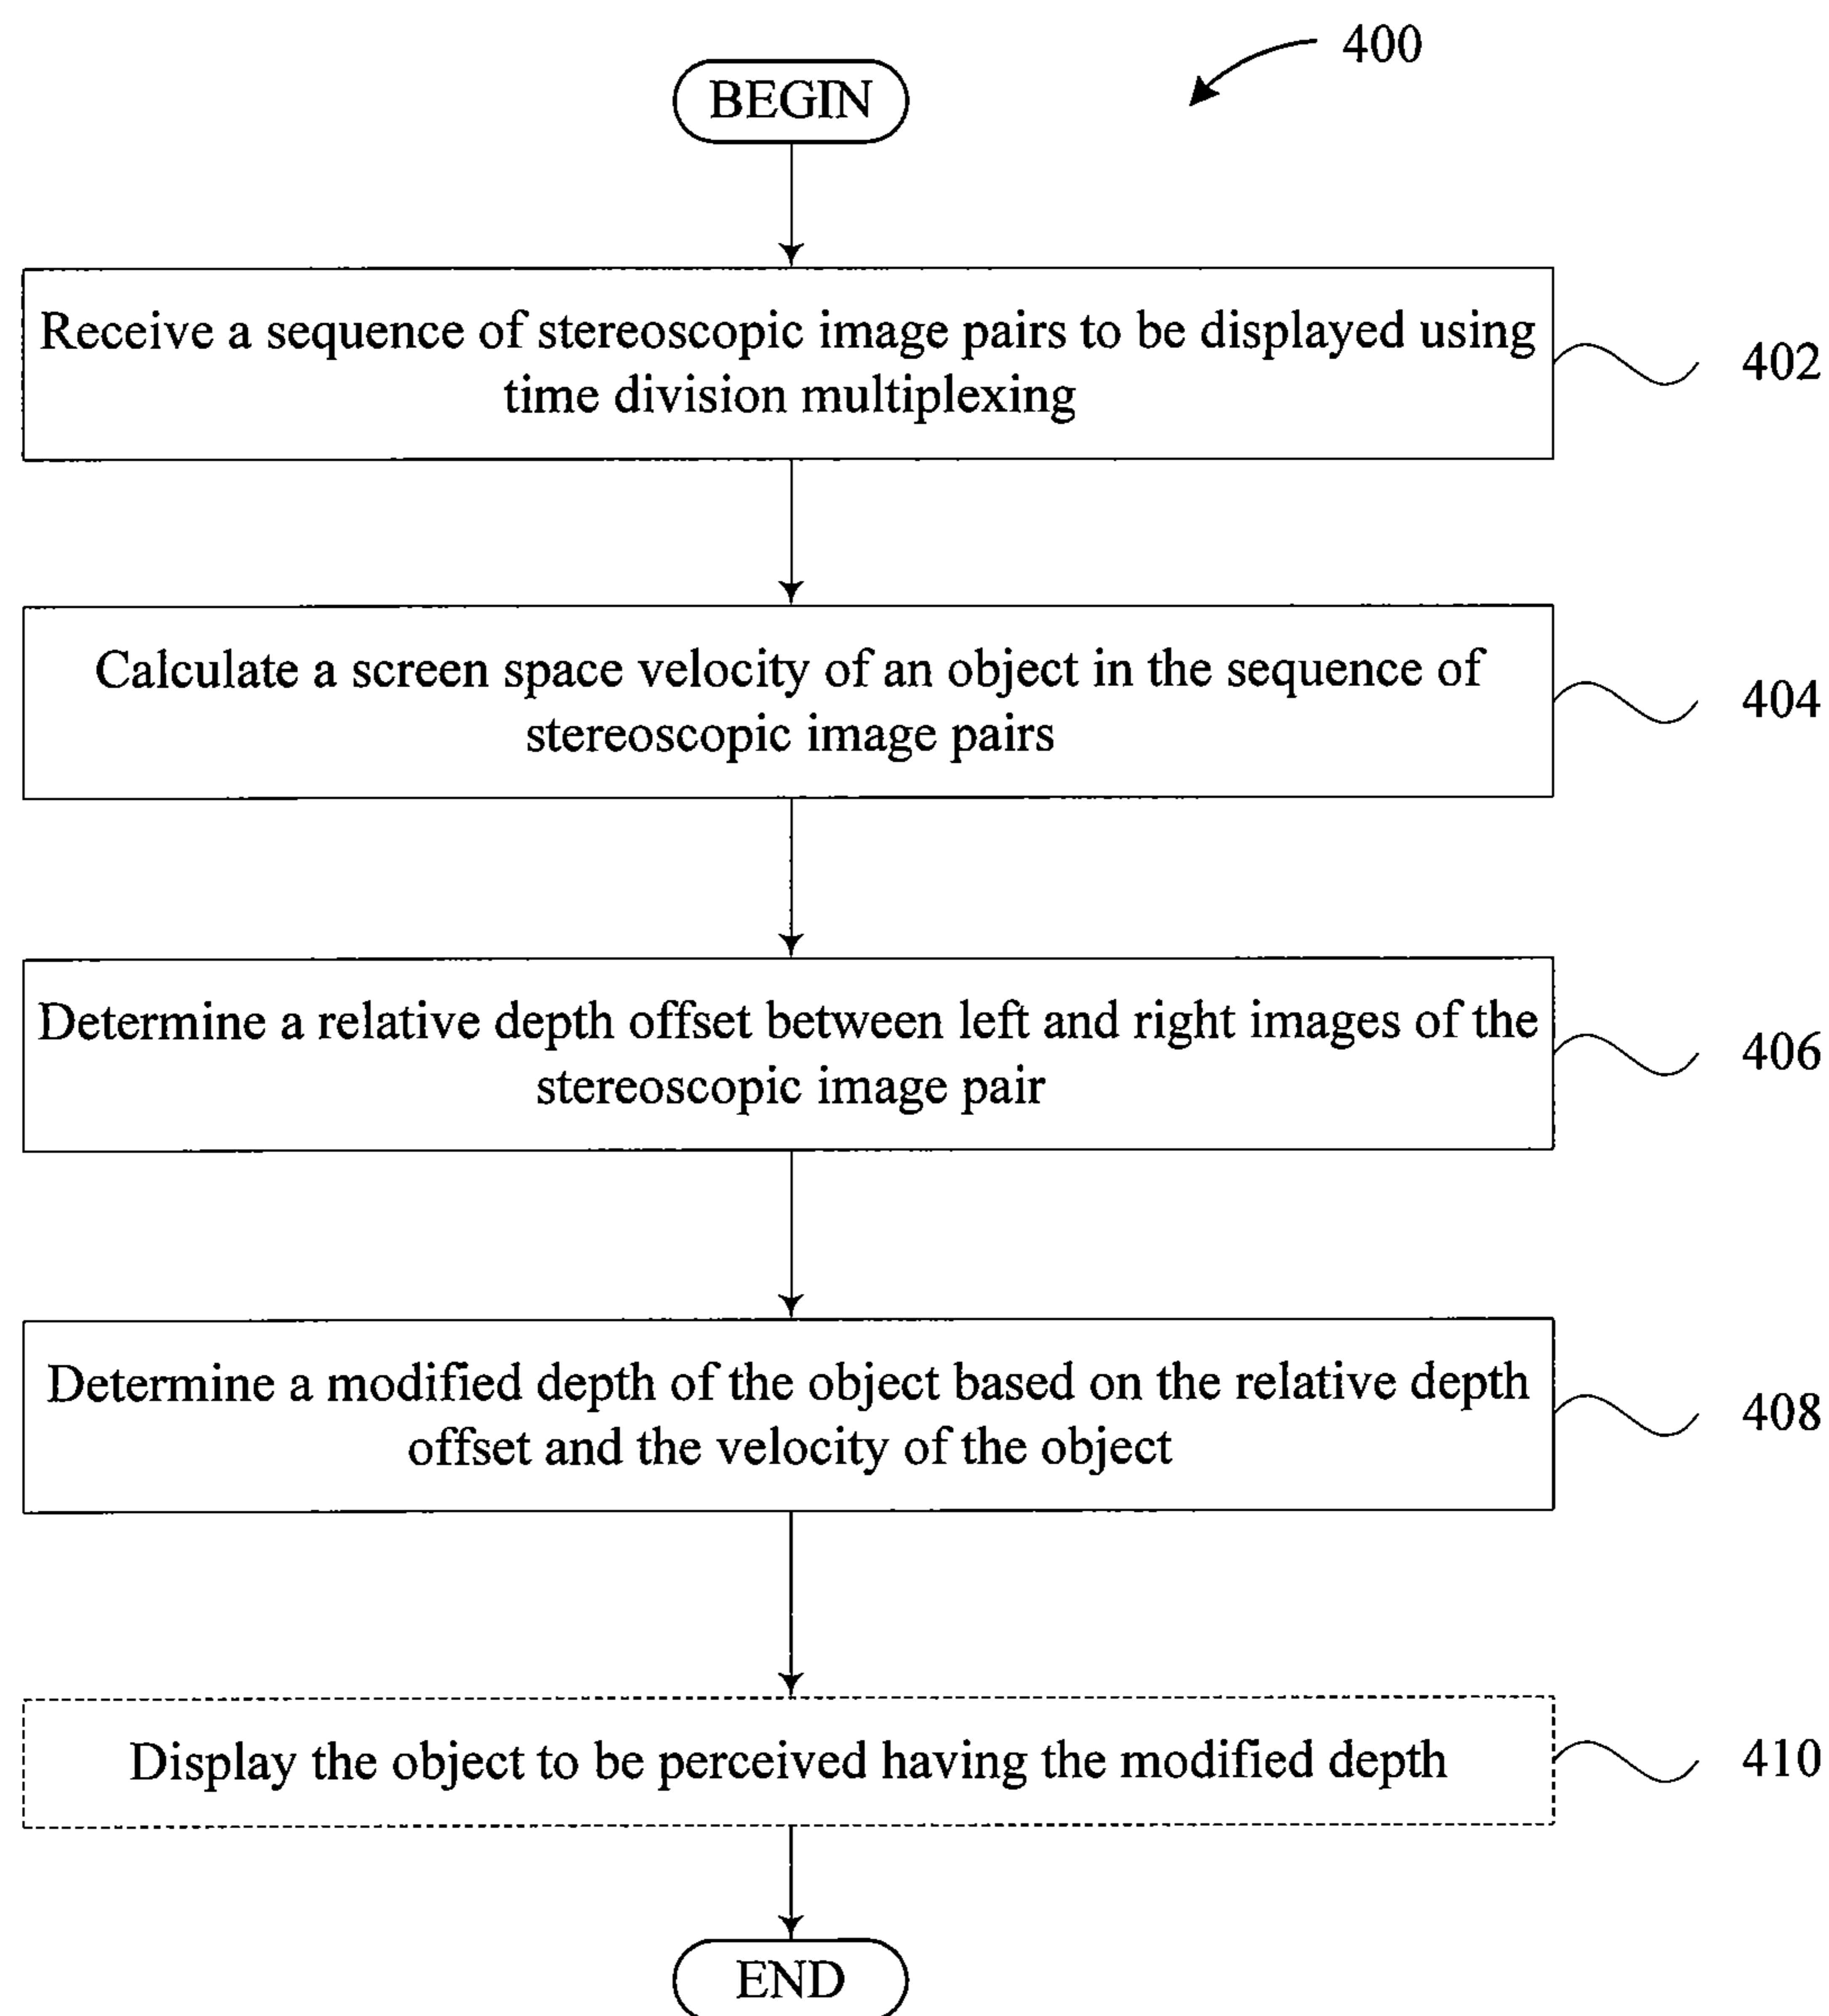 400
BEGIN
Receive a sequence of stereoscopic image pairs to be displayed using
time division multiplexing
402
Calculate a screen space velocity of an object in the sequence of
stereoscopic image pairs
404
Determine a relative depth offset between left and right images of the
stereoscopic image pair
406
Determine a modified depth of the object based on the relative depth
offset and the velocity of the object
408
Display the object to be perceived having the modified depth
410
END